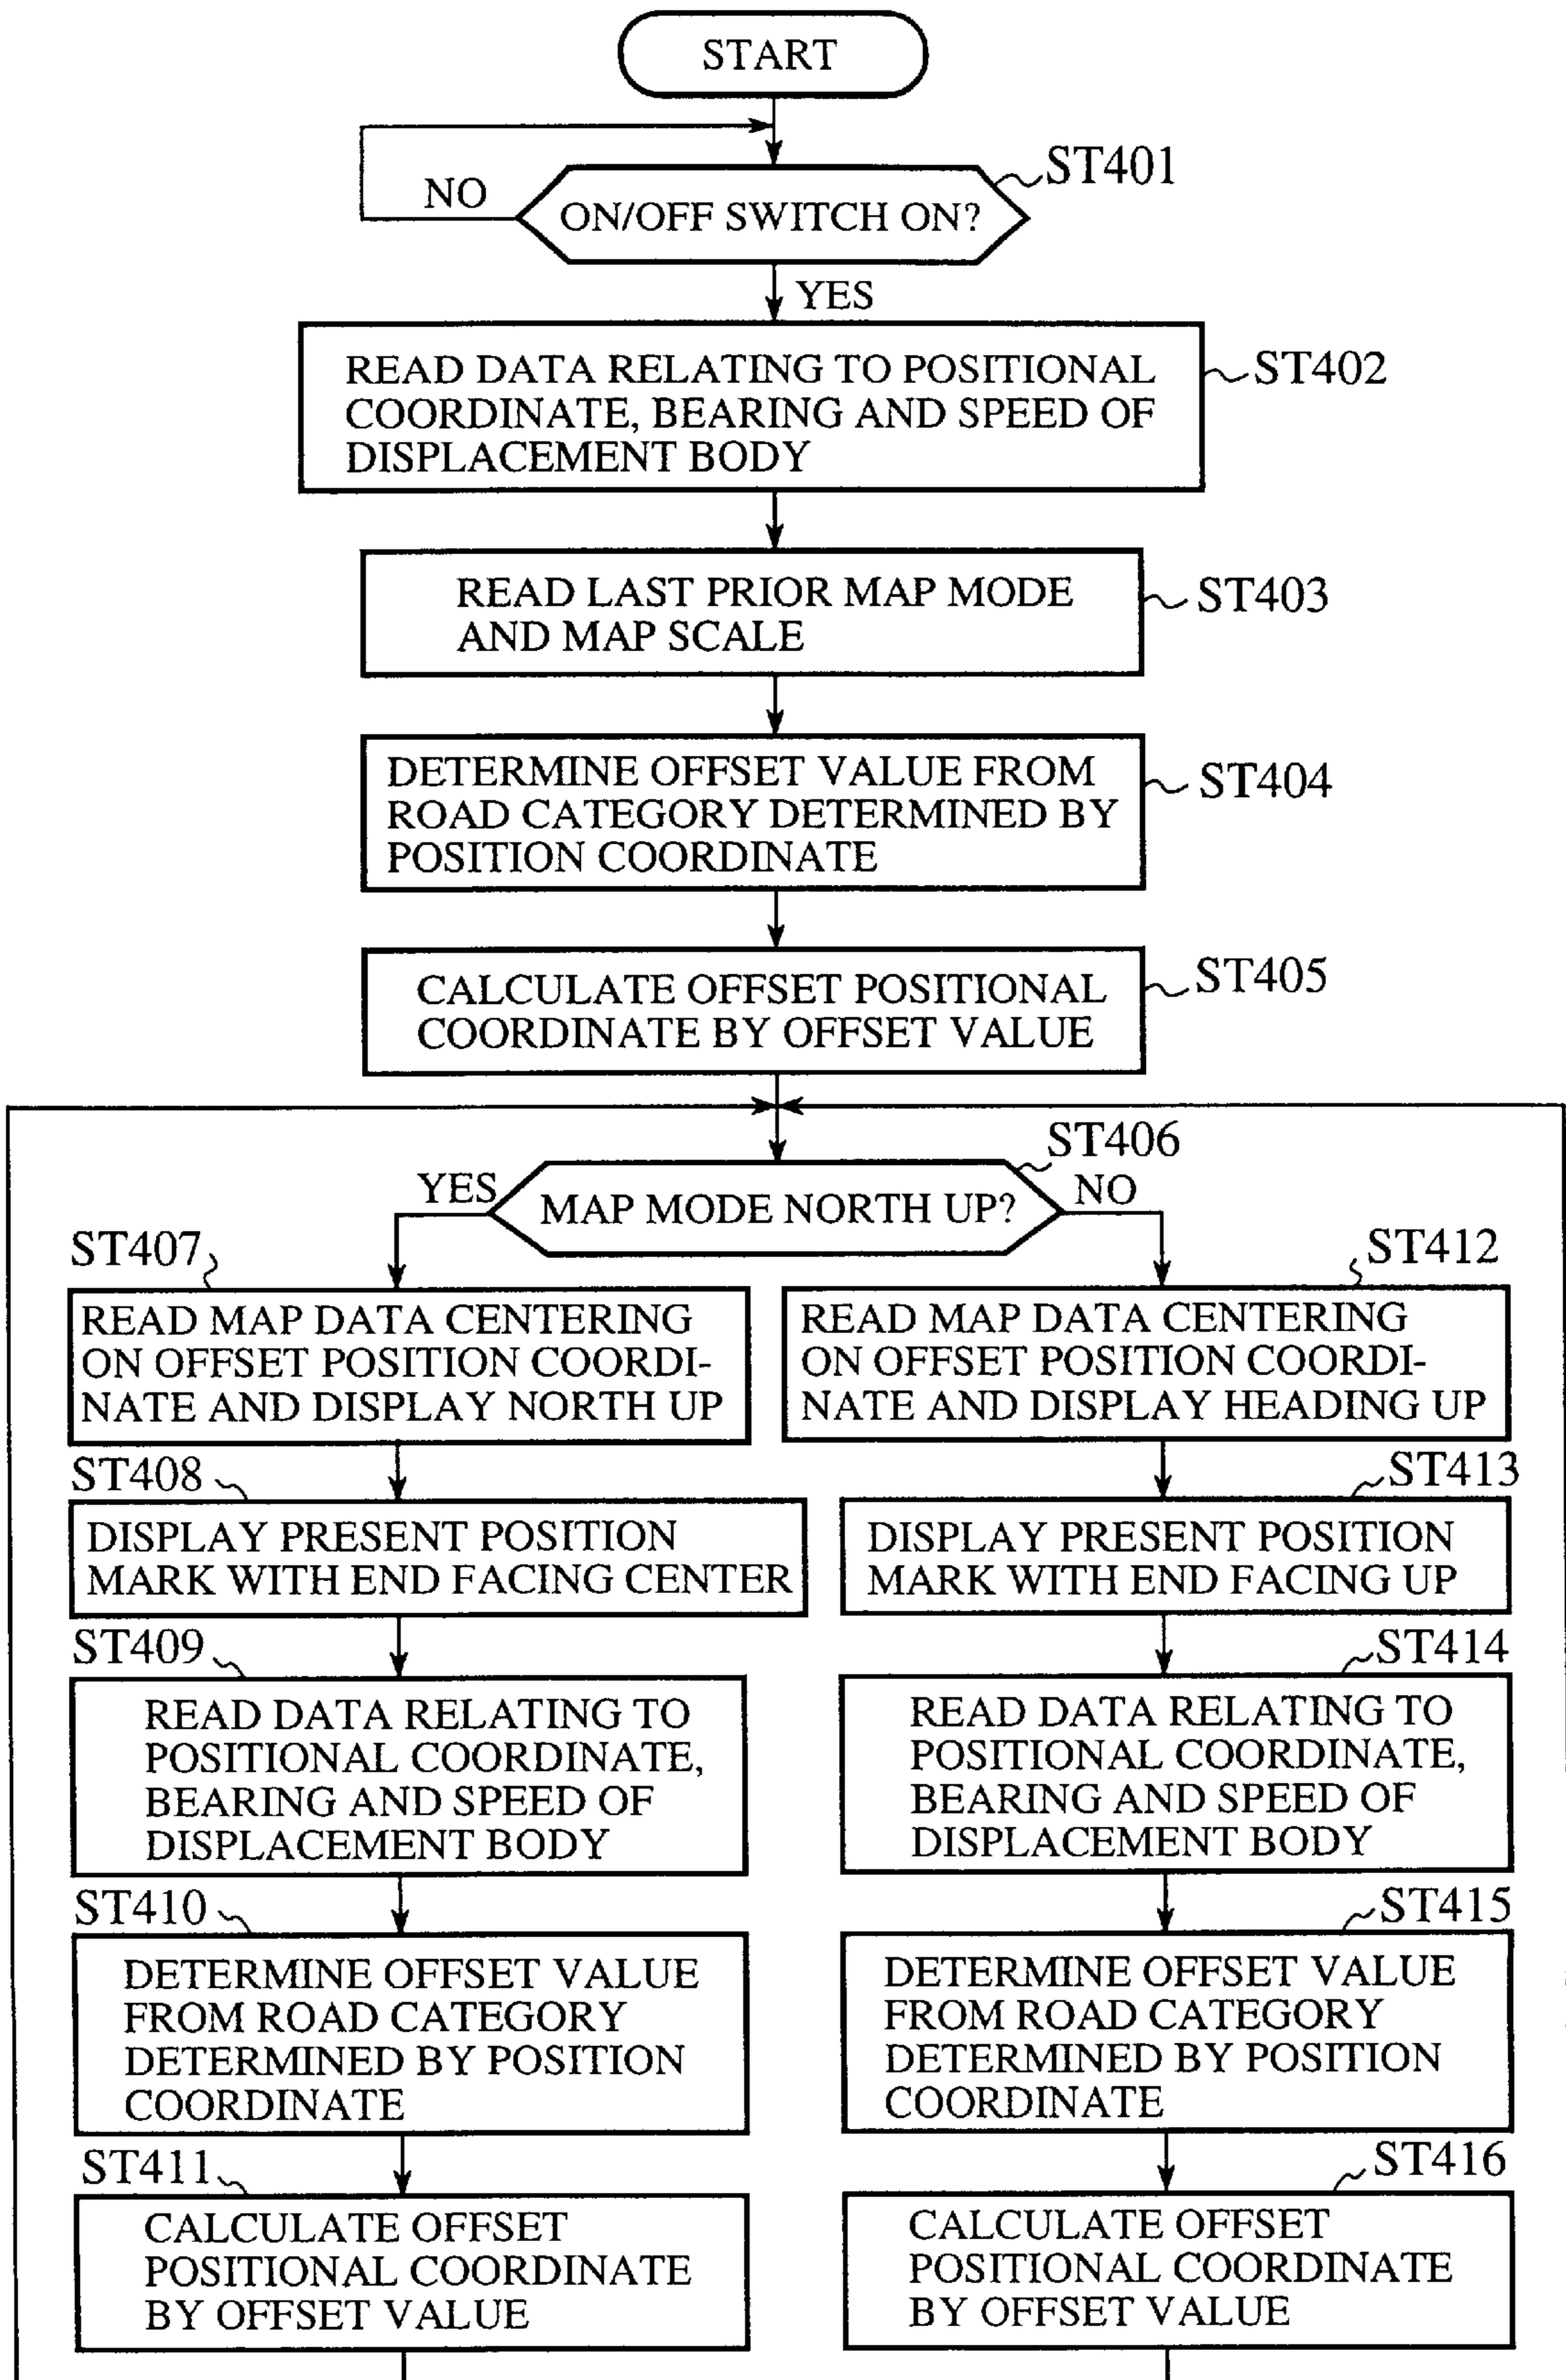 START
ST401
NO
ON/OFF SWITCH ON?
YES
ST402
READ DATA RELATING TO POSITIONAL
COORDINATE, BEARING AND SPEED OF
DISPLACEMENT BODY
ST403
READ LAST PRIOR MAP MODE
AND MAP SCALE
ST404
DETERMINE OFFSET VALUE FROM
ROAD CATEGORY DETERMINED BY
POSITION COORDINATE
ST405
CALCULATE OFFSET POSITIONAL
COORDINATE BY OFFSET VALUE
ST406
YES
MAP MODE NORTH UP?
NO
ST407
READ MAP DATA CENTERING
ON OFFSET POSITION COORDI-
NATE AND DISPLAY NORTH UP
ST408
DISPLAY PRESENT POSITION
MARK WITH END FACING CENTER
ST409
READ DATA RELATING TO
POSITIONAL COORDINATE,
BEARING AND SPEED OF
DISPLACEMENT BODY
ST410
DETERMINE OFFSET VALUE
FROM ROAD CATEGORY
DETERMINED BY POSITION
COORDINATE
ST411
CALCULATE OFFSET
POSITIONAL COORDINATE
BY OFFSET VALUE
ST412
READ MAP DATA CENTERING
ON OFFSET POSITION COORDI-
NATE AND DISPLAY HEADING UP
ST413
DISPLAY PRESENT POSITION
MARK WITH END FACING UP
ST414
READ DATA RELATING TO
POSITIONAL COORDINATE,
BEARING AND SPEED OF
DISPLACEMENT BODY
ST415
DETERMINE OFFSET VALUE
FROM ROAD CATEGORY
DETERMINED BY POSITION
COORDINATE
ST416
CALCULATE OFFSET
POSITIONAL COORDINATE
BY OFFSET VALUE